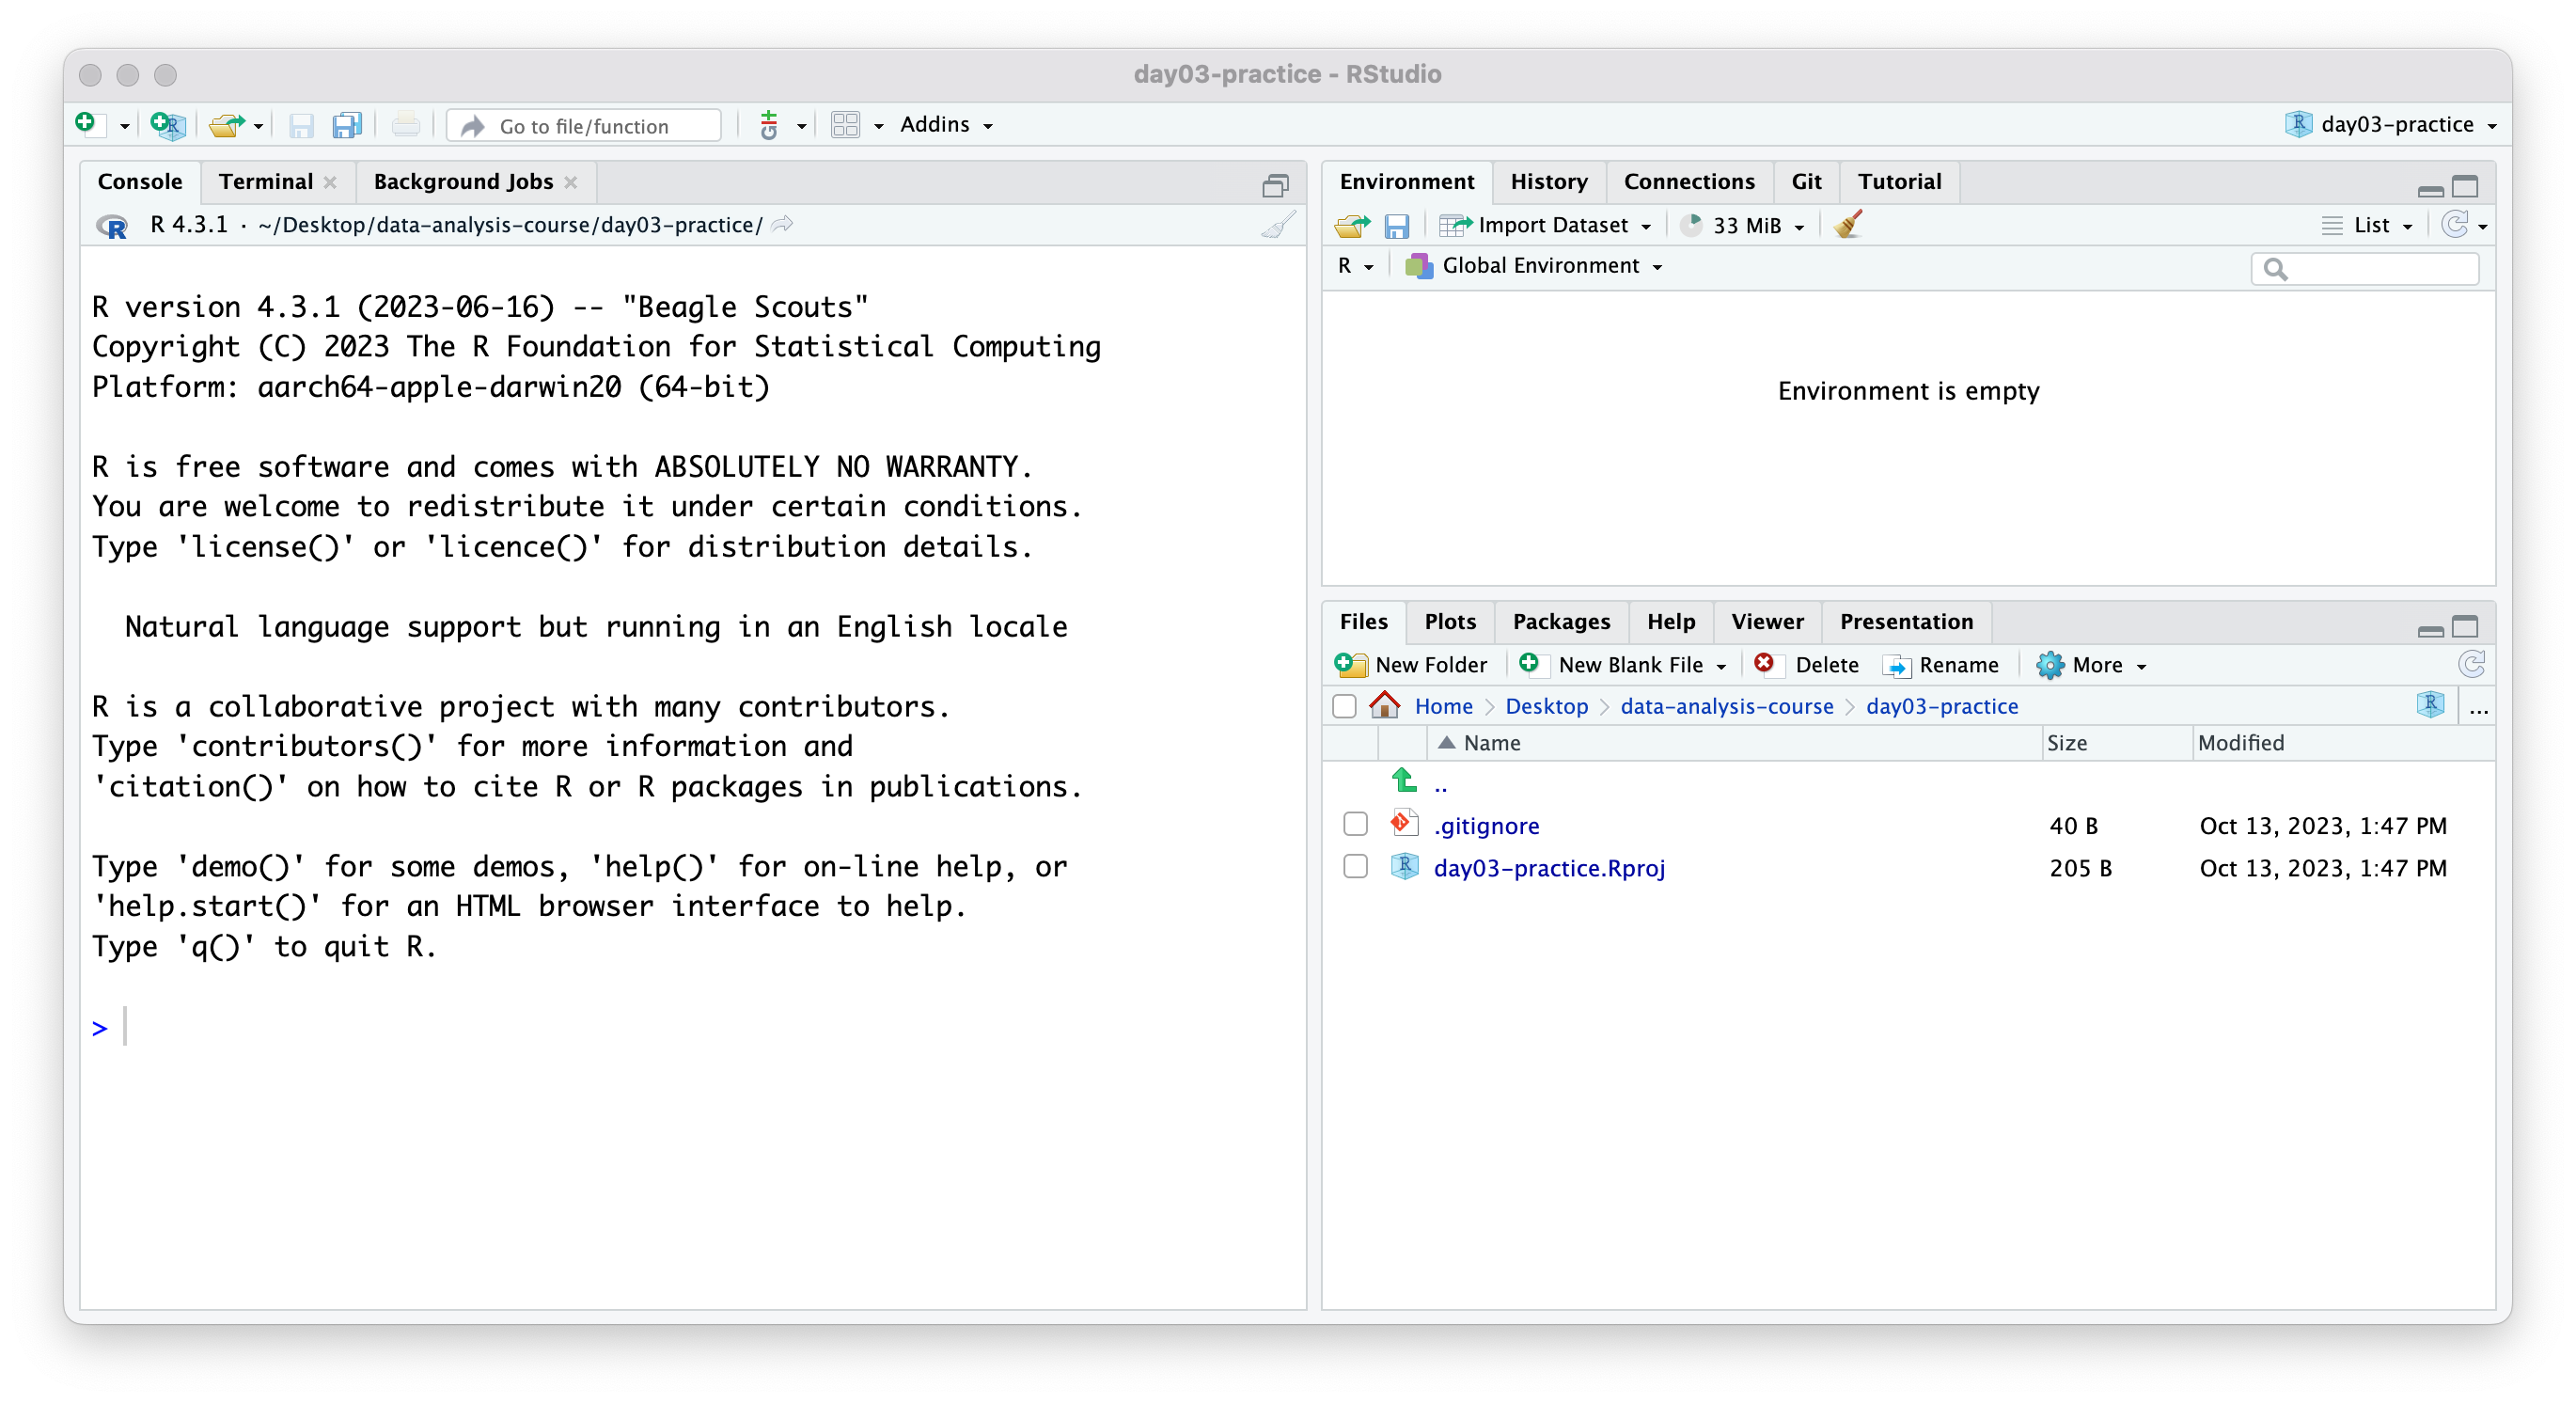 day03-practice - RStudio
Go to file/function
Addins
day03-practice
Console Terminal Background Jobs
R 4.3.1 · ~/Desktop/data-analysis-course/day03-practice/
R version 4.3.1 (2023-06-16) -- "Beagle Scouts"
Copyright (C) 2023 The R Foundation for Statistical Computing
Platform: aarch64-apple-darwin20 (64-bit)
R is free software and comes with ABSOLUTELY NO WARRANTY.
You are welcome to redistribute it under certain conditions.
Type 'license()' or 'licence()' for distribution details.
Natural language support but running in an English locale
R is a collaborative project with many contributors.
Type 'contributors()' for more information and
'citation()' on how to cite R or R packages in publications.
Type 'demo()' for some demos, 'help()' for on-line help, or
'help.start()' for an HTML browser interface to help.
Type 'q()' to quit R.
>
Environment History Connections Git Tutorial
Import Dataset 33 MiB List
R Global Environment
Environment is empty
Files Plots Packages Help Viewer Presentation
New Folder New Blank File Delete Rename More
Home > Desktop > data-analysis-course > day03-practice ...
Name Size Modified
..
.gitignore 40 B Oct 13, 2023, 1:47 PM
day03-practice.Rproj 205 B Oct 13, 2023, 1:47 PM